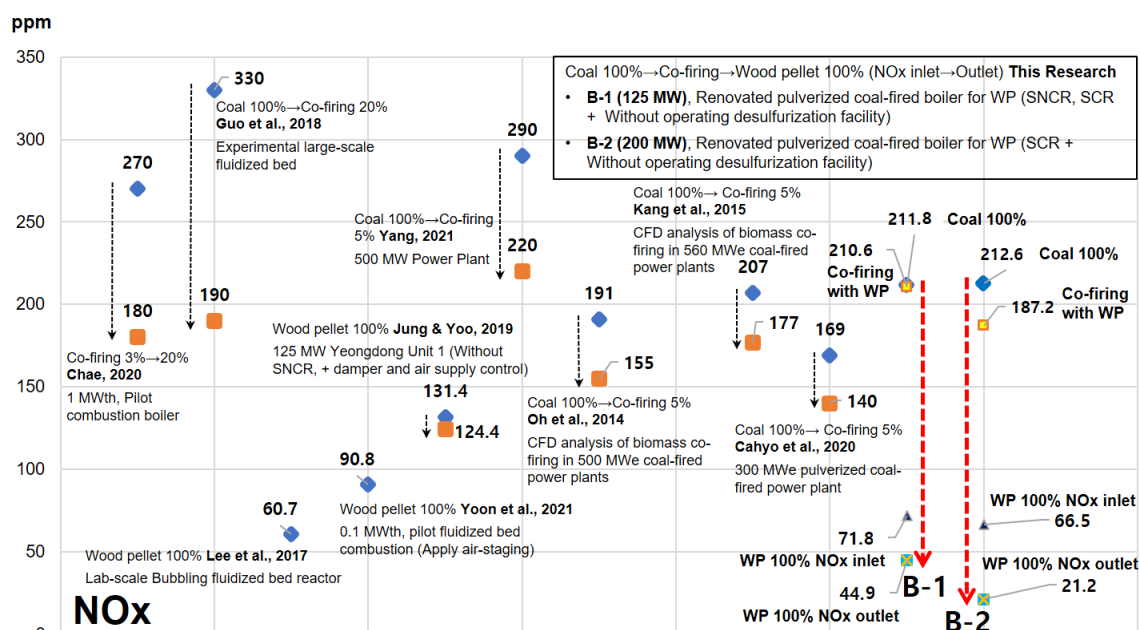 ppm
350
300
250
200
150
100
50
0
NOx
270
180
Co-firing 3%→20%
Chae, 2020
1 MWth, Pilot
combustion boiler
330
Coal 100%→Co-firing 20%
Guo et al., 2018
Experimental large-scale
fluidized bed
190
60.7
Wood pellet 100% Lee et al., 2017
Lab-scale Bubbling fluidized bed reactor
90.8
Wood pellet 100% Yoon et al., 2021
0.1 MWth, pilot fluidized bed
combustion (Apply air-staging)
Wood pellet 100% Jung & Yoo, 2019
125 MW Yeongdong Unit 1 (Without
SNCR, + damper and air supply control)
131.4
124.4
290
Coal 100%→Co-firing
5% Yang, 2021
500 MW Power Plant
220
191
155
Coal 100%→Co-firing 5%
Oh et al., 2014
CFD analysis of biomass co-
firing in 500 MWe coal-fired
power plants
Coal 100%→ Co-firing 5%
Kang et al., 2015
CFD analysis of biomass co-
firing in 560 MWe coal-fired
power plants
207
177
169
140
Coal 100%→ Co-firing 5%
Cahyo et al., 2020
300 MWe pulverized coal-
fired power plant
Coal 100%→Co-firing→Wood pellet 100% (NOx inlet→Outlet) This Research
• B-1 (125 MW), Renovated pulverized coal-fired boiler for WP (SNCR, SCR
+ Without operating desulfurization facility)
• B-2 (200 MW), Renovated pulverized coal-fired boiler for WP (SCR +
Without operating desulfurization facility)
211.8 Coal 100%
210.6
Co-firing
with WP
71.8
WP 100% NOx inlet
44.9
WP 100% NOx outlet
B-1
212.6 Coal 100%
187.2 Co-firing
with WP
WP 100% NOx inlet
66.5
WP 100% NOx outlet
21.2
B-2